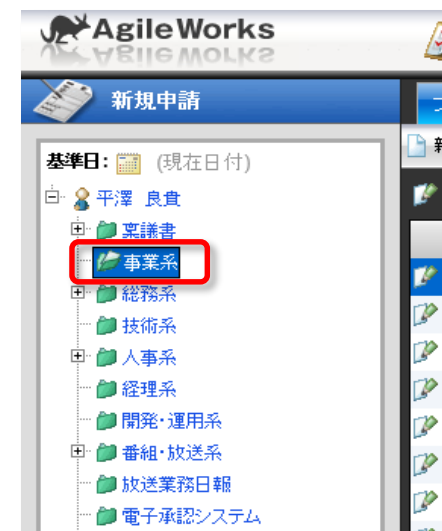 AgileWorks
新規申請
基準日: (現在日付)
平澤 良貴
稟議書
事業系
総務系
技術系
人事系
経理系
開発・運用系
番組・放送系
放送業務日報
電子承認システム